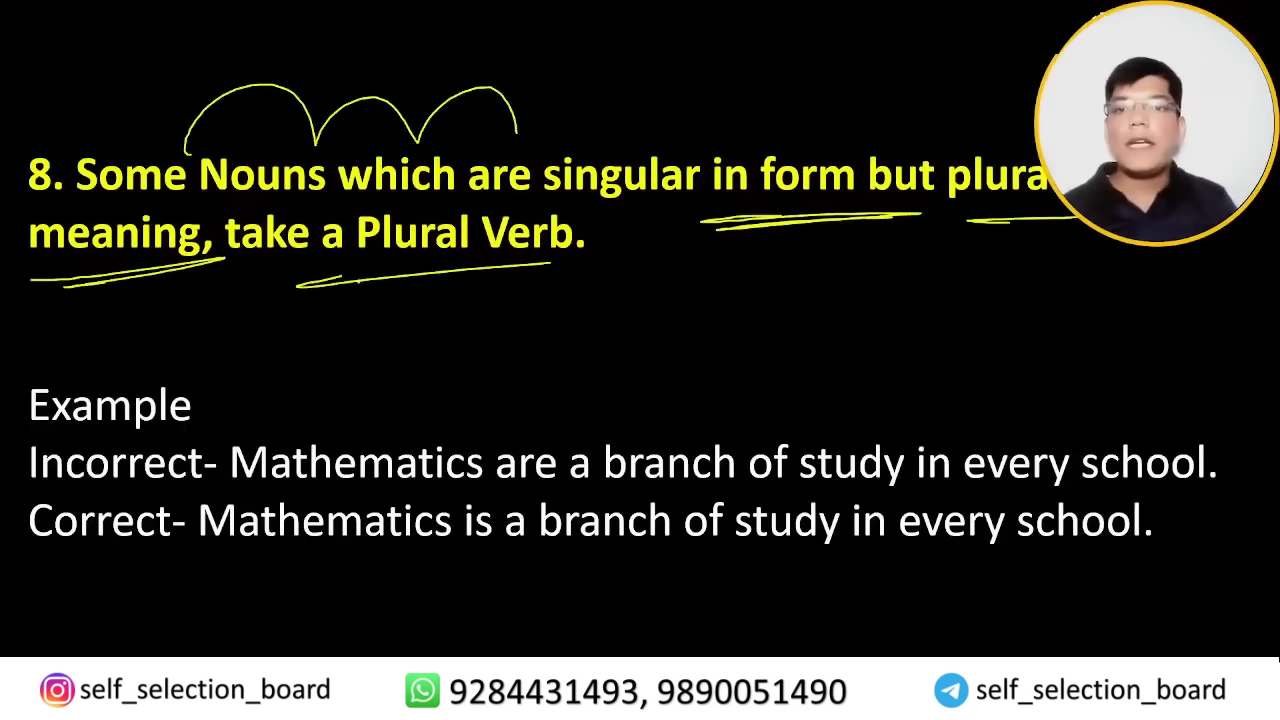 8. Some Nouns which are singular in form but plura
meaning, take a Plural Verb.
Example
Incorrect- Mathematics are a branch of study in every school.
Correct- Mathematics is a branch of study in every school.
self_selection_board 9284431493, 9890051490 self_selection_board